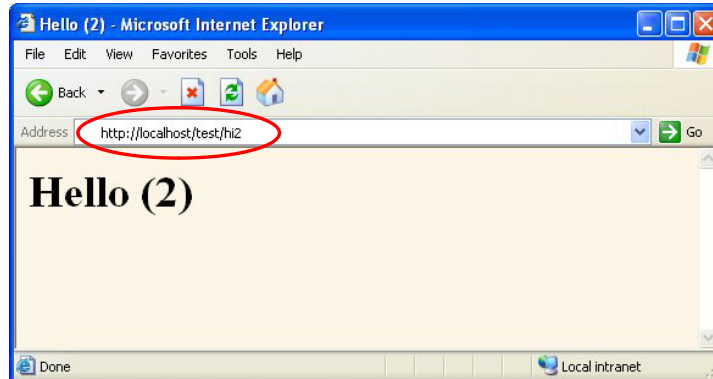 Hello (2) - Microsoft Internet Explorer
File Edit View Favorites Tools Help
Back
Address http://localhost/test/hi2 Go
Hello (2)
Done Local intranet